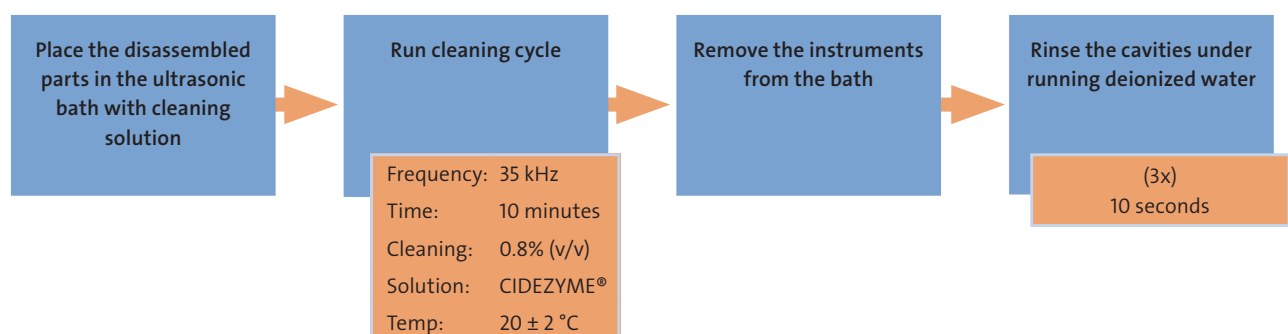 Place the disassembled
parts in the ultrasonic
bath with cleaning
solution
Run cleaning cycle
Frequency: 35 kHz
Time: 10 minutes
Cleaning: 0.8% (v/v)
Solution: CIDEZYME®
Temp: 20 ± 2 °C
Remove the instruments
from the bath
Rinse the cavities under
running deionized water
(3x)
10 seconds